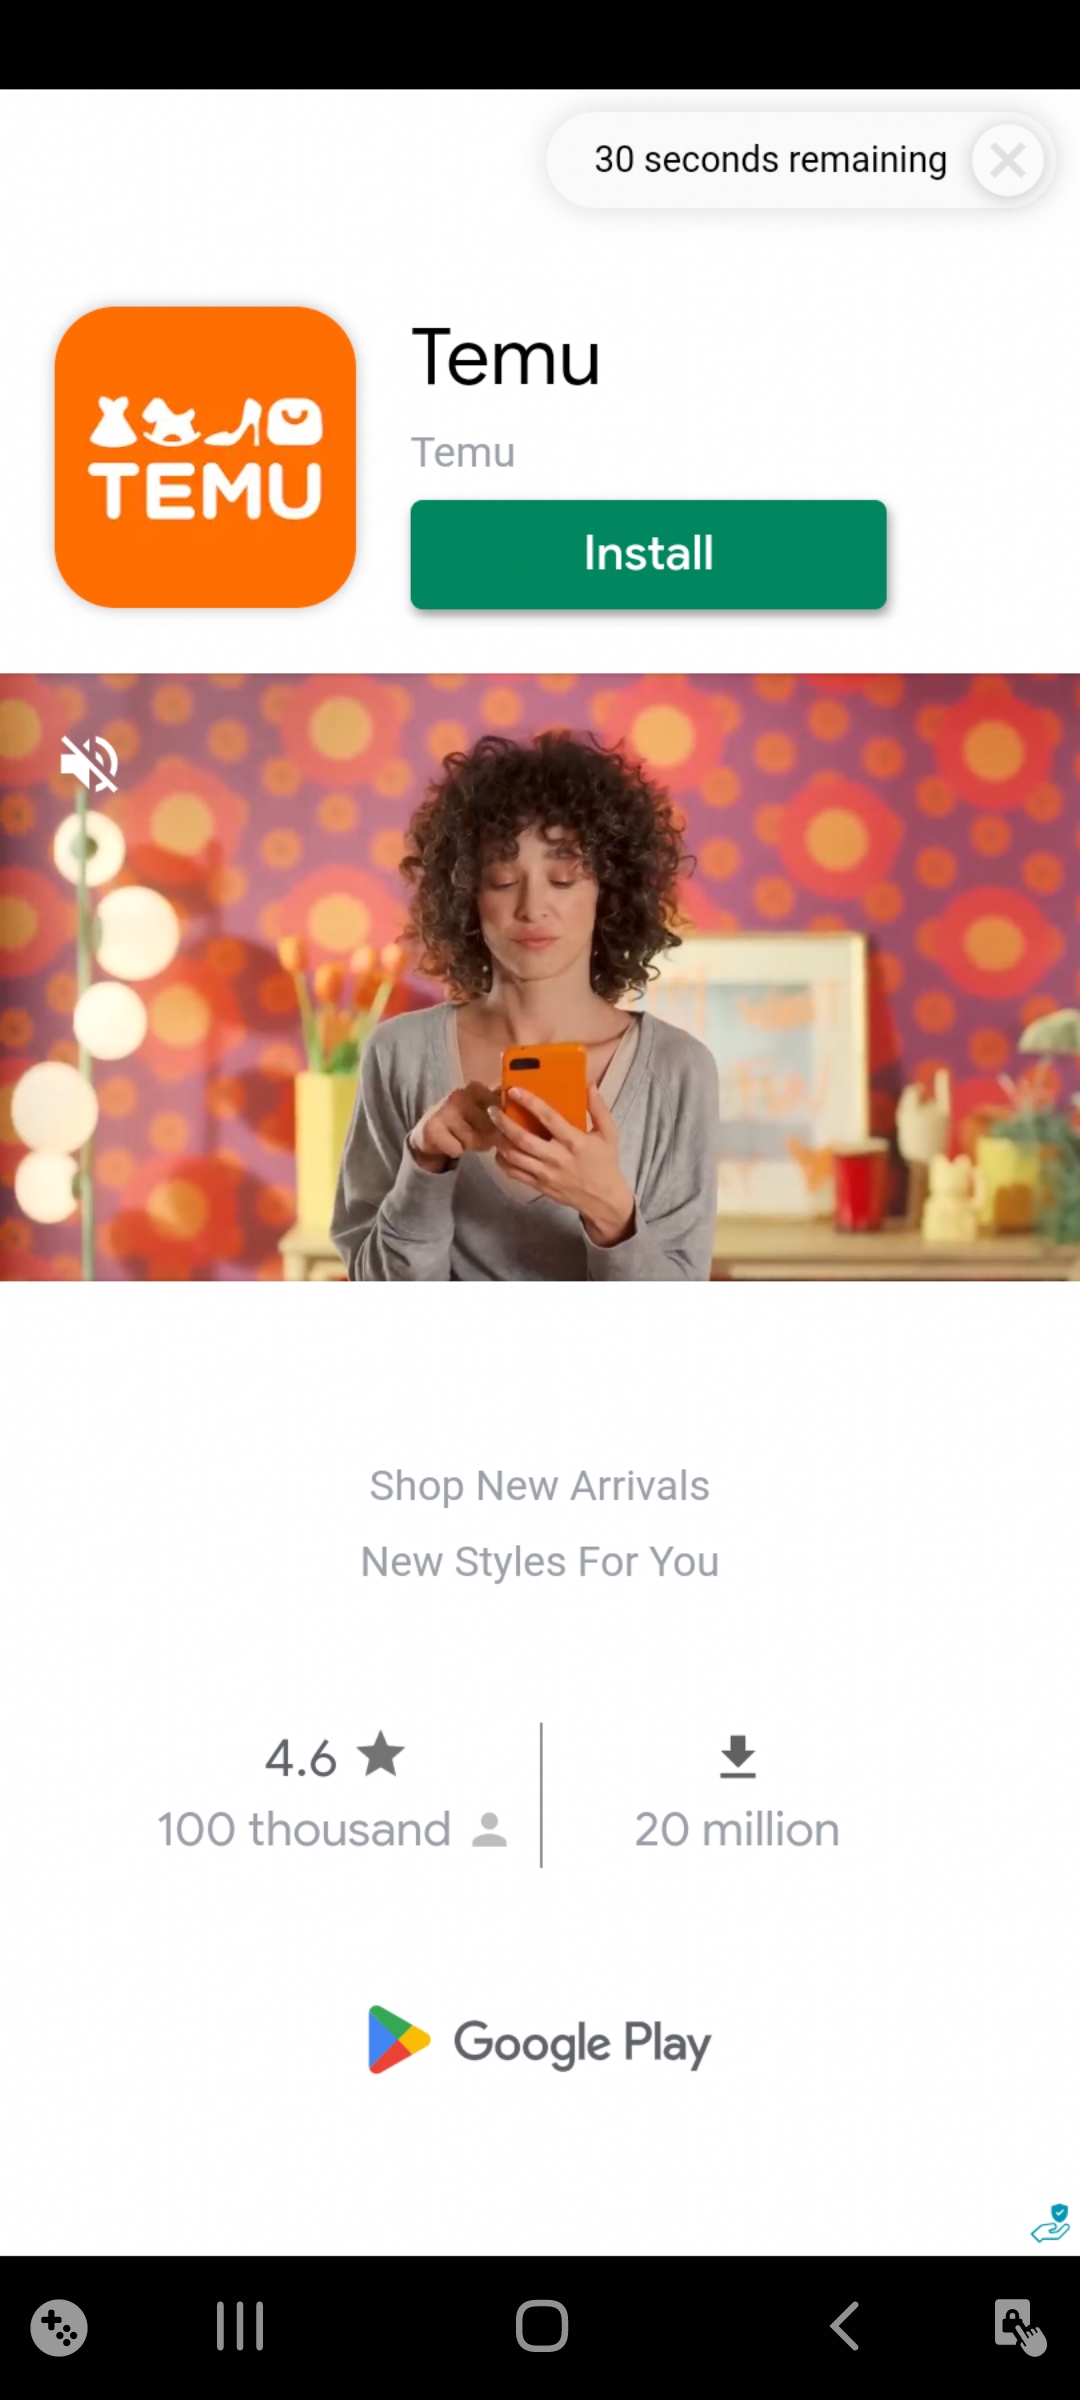 30 seconds remaining
TEMU
Temu
Temu
Install
Shop New Arrivals
New Styles For You
4.6
100 thousand
20 million
Google Play